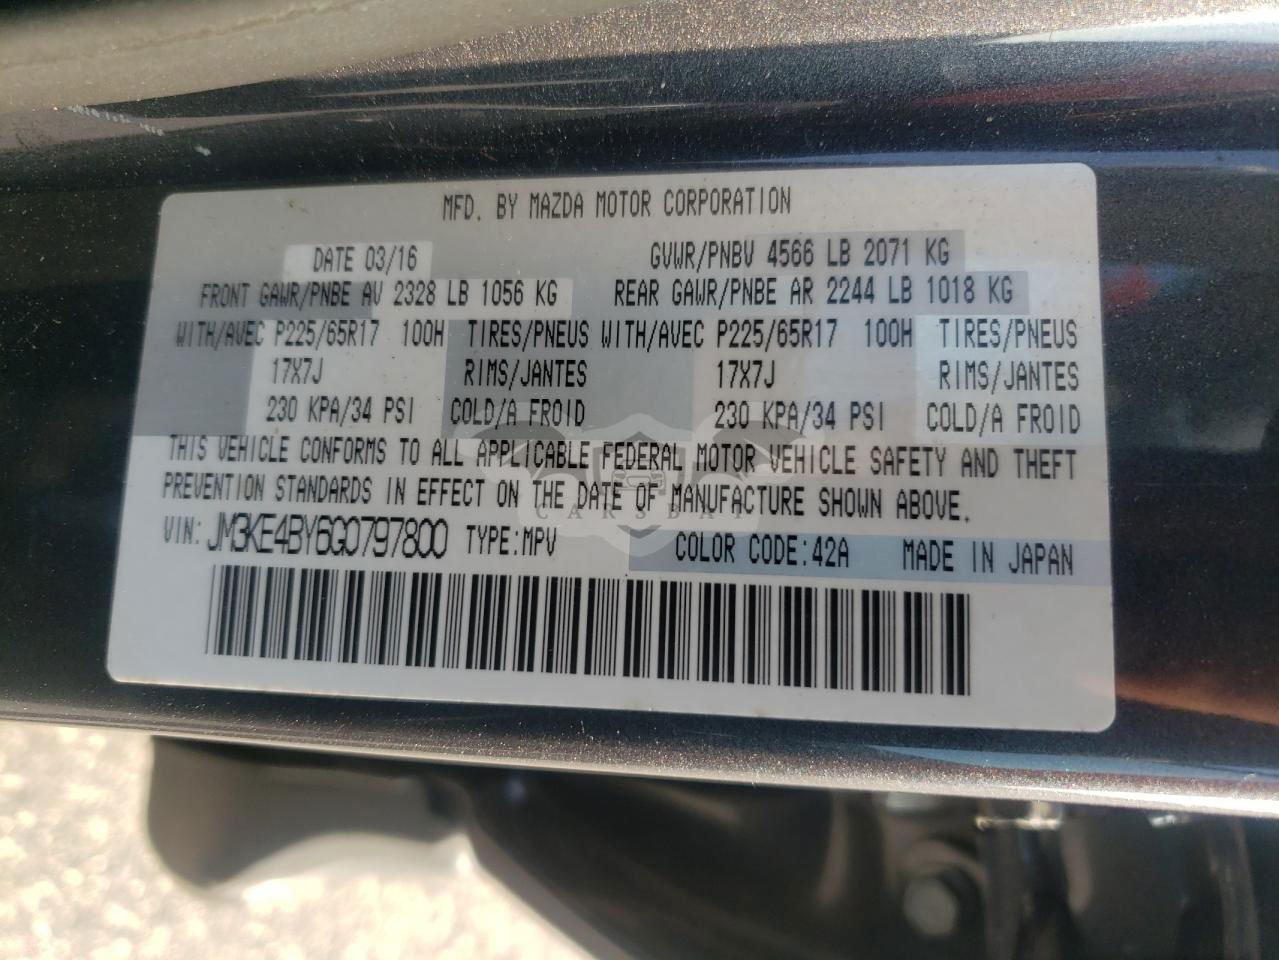 MFD. BY MAZDA MOTOR CORPORATION
DATE 03/16 GVWR/PNBV 4566 LB 2071 KG
FRONT GAWR/PNBE AV 2328 LB 1056 KG REAR GAWR/PNBE AR 2244 LB 1018 KG
WITH/AVEC P225/65R17 100H TIRES/PNEUS WITH/AVEC P225/65R17 100H TIRES/PNEUS
17X7J RIMS/JANTES 17X7J RIMS/JANTES
230 KPA/34 PSI COLD/A FROID 230 KPA/34 PSI COLD/A FROID
THIS VEHICLE CONFORMS TO ALL APPLICABLE FEDERAL MOTOR VEHICLE SAFETY AND THEFT
PREVENTION STANDARDS IN EFFECT ON THE DATE OF MANUFACTURE SHOWN ABOVE.
CARSBAT
VIN: JM3KE4BY6G0797800 TYPE:MPV COLOR CODE:42A MADE IN JAPAN